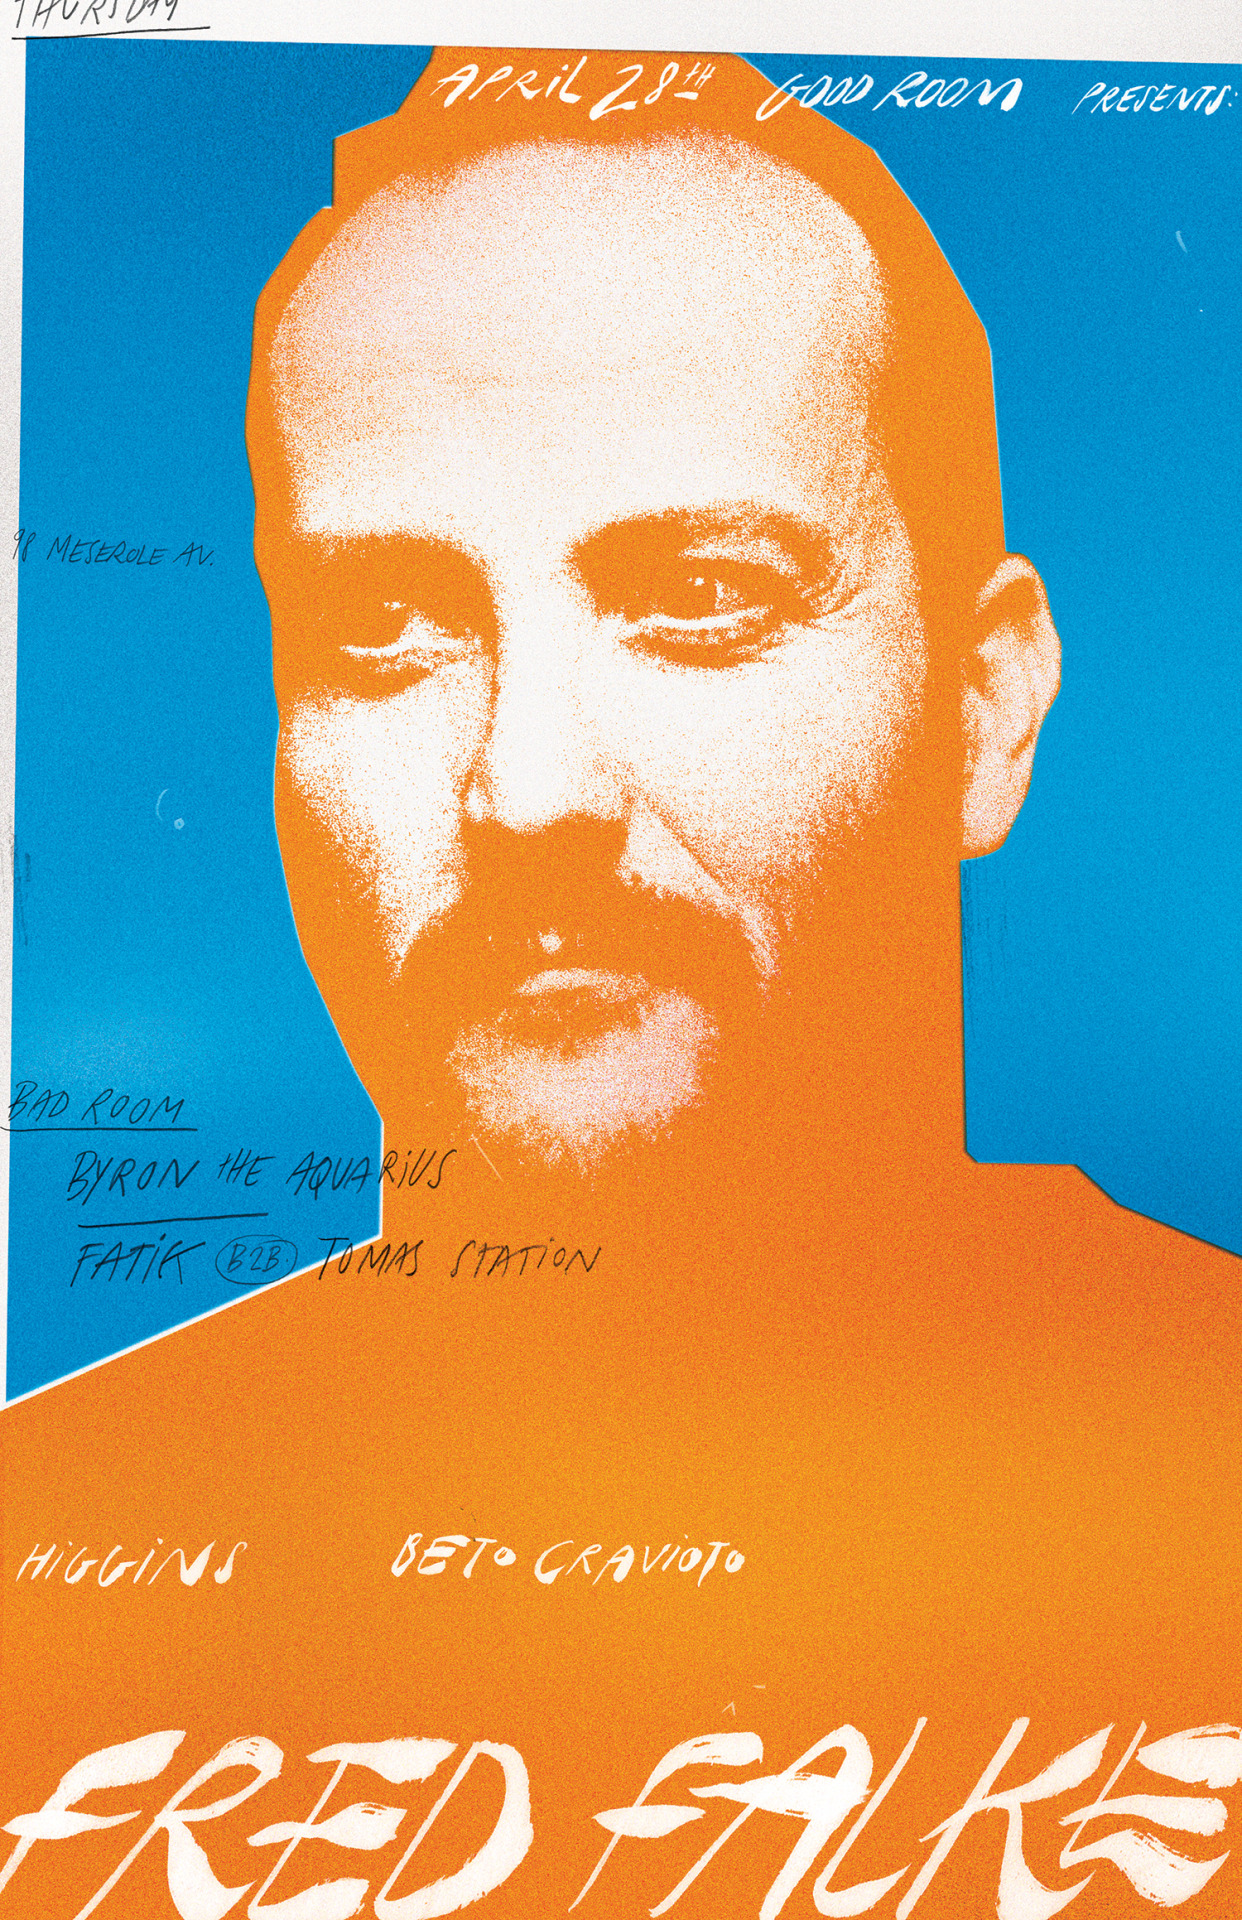 THURSDAY
APRiL 28TH GOOD ROOM PRESENTS:
98 MESEROLE AV.
BAD ROOM
BYRON tHE AQUARiUS
FATiK B2B. TOMAS STATiON
HiGGiNS BETO CRAViOTO
FRED FALKE